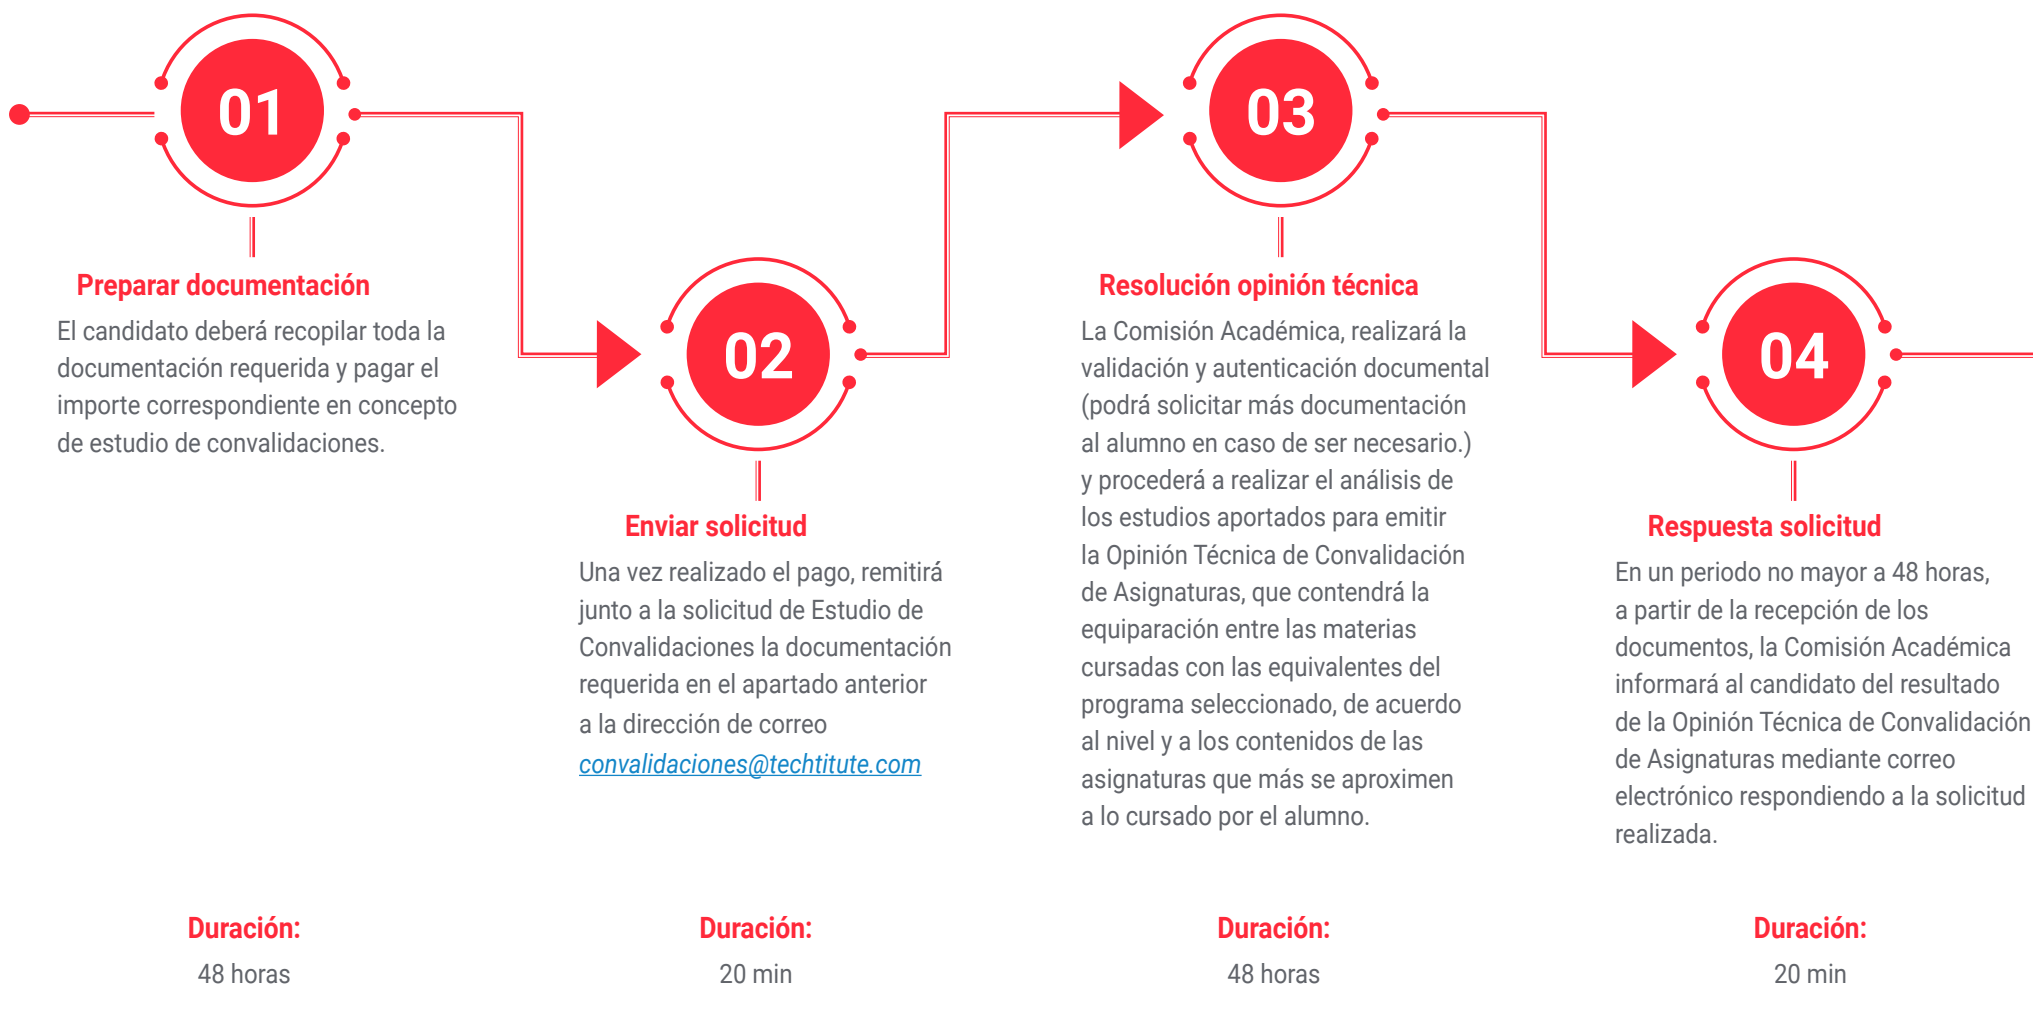 01
Preparar documentación
El candidato deberá recopilar toda la
documentación requerida y pagar el
importe correspondiente en concepto
de estudio de convalidaciones.
Duración:
48 horas
02
Enviar solicitud
Una vez realizado el pago, remitirá
junto a la solicitud de Estudio de
Convalidaciones la documentación
requerida en el apartado anterior
a la dirección de correo
convalidaciones@techtitute.com
Duración:
20 min
03
Resolución opinión técnica
La Comisión Académica, realizará la
validación y autenticación documental
(podrá solicitar más documentación
al alumno en caso de ser necesario.)
y procederá a realizar el análisis de
los estudios aportados para emitir
la Opinión Técnica de Convalidación
de Asignaturas, que contendrá la
equiparación entre las materias
cursadas con las equivalentes del
programa seleccionado, de acuerdo
al nivel y a los contenidos de las
asignaturas que más se aproximen
a lo cursado por el alumno.
Duración:
48 horas
04
Respuesta solicitud
En un periodo no mayor a 48 horas,
a partir de la recepción de los
documentos, la Comisión Académica
informará al candidato del resultado
de la Opinión Técnica de Convalidación
de Asignaturas mediante correo
electrónico respondiendo a la solicitud
realizada.
Duración:
20 min